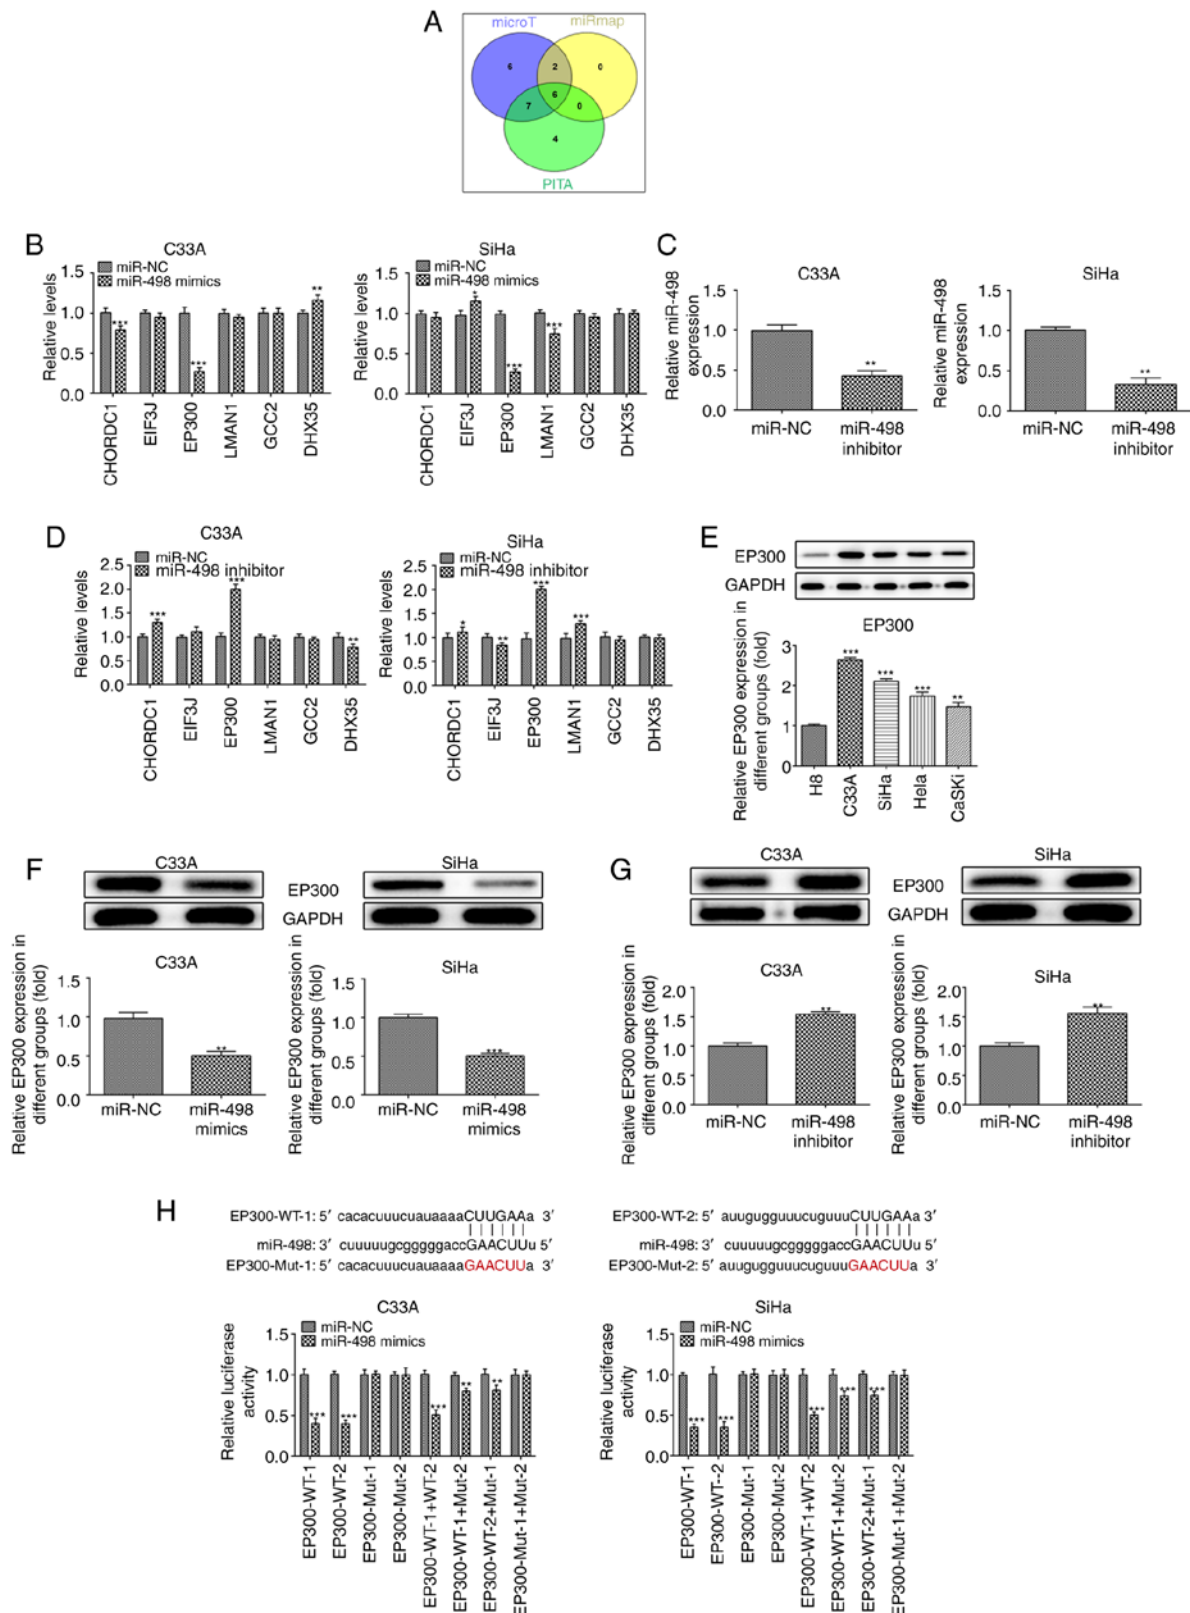 A
microT
miRmap
6
2
0
6
7
0
4
PITA
B
C33A
miR-NC
miR-498 mimics
Relative levels
1.5
1.0
0.5
0.0
***
***
**
CHORDC1
EIF3J
EP300
LMAN1
GCC2
DHX35
SiHa
miR-NC
miR-498 mimics
Relative levels
1.5
1.0
0.5
0.0
*
***
***
CHORDC1
EIF3J
EP300
LMAN1
GCC2
DHX35
C
C33A
Relative miR-498
expression
1.5
1.0
0.5
0.0
**
miR-NC
miR-498
inhibitor
SiHa
Relative miR-498
expression
1.5
1.0
0.5
0.0
**
miR-NC
miR-498
inhibitor
D
C33A
miR-NC
miR-498 inhibitor
Relative levels
2.5
2.0
1.5
1.0
0.5
0.0
***
***
**
CHORDC1
EIF3J
EP300
LMAN1
GCC2
DHX35
SiHa
miR-NC
miR-498 inhibitor
Relative levels
2.5
2.0
1.5
1.0
0.5
0.0
*
**
***
***
CHORDC1
EIF3J
EP300
LMAN1
GCC2
DHX35
E
EP300
GAPDH
EP300
Relative EP300 expression in
different groups (fold)
3
2
1
0
***
***
***
**
H8
C33A
SiHa
Hela
CaSKi
F
C33A
EP300
GAPDH
SiHa
C33A
Relative EP300 expression in
different groups (fold)
1.5
1.0
0.5
0.0
**
miR-NC
miR-498
mimics
SiHa
Relative EP300 expression in
different groups (fold)
1.5
1.0
0.5
0.0
***
miR-NC
miR-498
mimics
G
C33A
EP300
GAPDH
SiHa
C33A
Relative EP300 expression in
different groups (fold)
2.0
1.5
1.0
0.5
0.0
**
miR-NC
miR-498
inhibitor
SiHa
Relative EP300 expression in
different groups (fold)
2.0
1.5
1.0
0.5
0.0
**
miR-NC
miR-498
inhibitor
H
EP300-WT-1: 5′ cacacuuucuauaaaaCUUGAAa 3′
miR-498: 3′ cuuuuugcgggggaccGAACUUu 5′
EP300-Mut-1: 5′ cacacuuucuauaaaaGAACUUa 3′
EP300-WT-2: 5′ auugugguuucuguuuCUUGAAa 3′
miR-498: 3′ cuuuuugcgggggaccGAACUUu 5′
EP300-Mut-2: 5′ auugugguuucuguuuGAACUUa 3′
C33A
miR-NC
miR-498 mimics
Relative luciferase
activity
1.5
1.0
0.5
0.0
***
***
***
**
**
EP300-WT-1
EP300-WT-2
EP300-Mut-1
EP300-Mut-2
EP300-WT-1+WT-2
EP300-WT-1+Mut-2
EP300-WT-2+Mut-1
EP300-Mut-1+Mut-2
SiHa
miR-NC
miR-498 mimics
Relative luciferase
activity
1.5
1.0
0.5
0.0
***
***
***
***
***
EP300-WT-1
EP300-WT--2
EP300-Mut-1
EP300-Mut-2
EP300-WT-1+WT-2
EP300-WT-1+Mut-2
EP300-WT-2+Mut-1
EP300-Mut-1+Mut-2